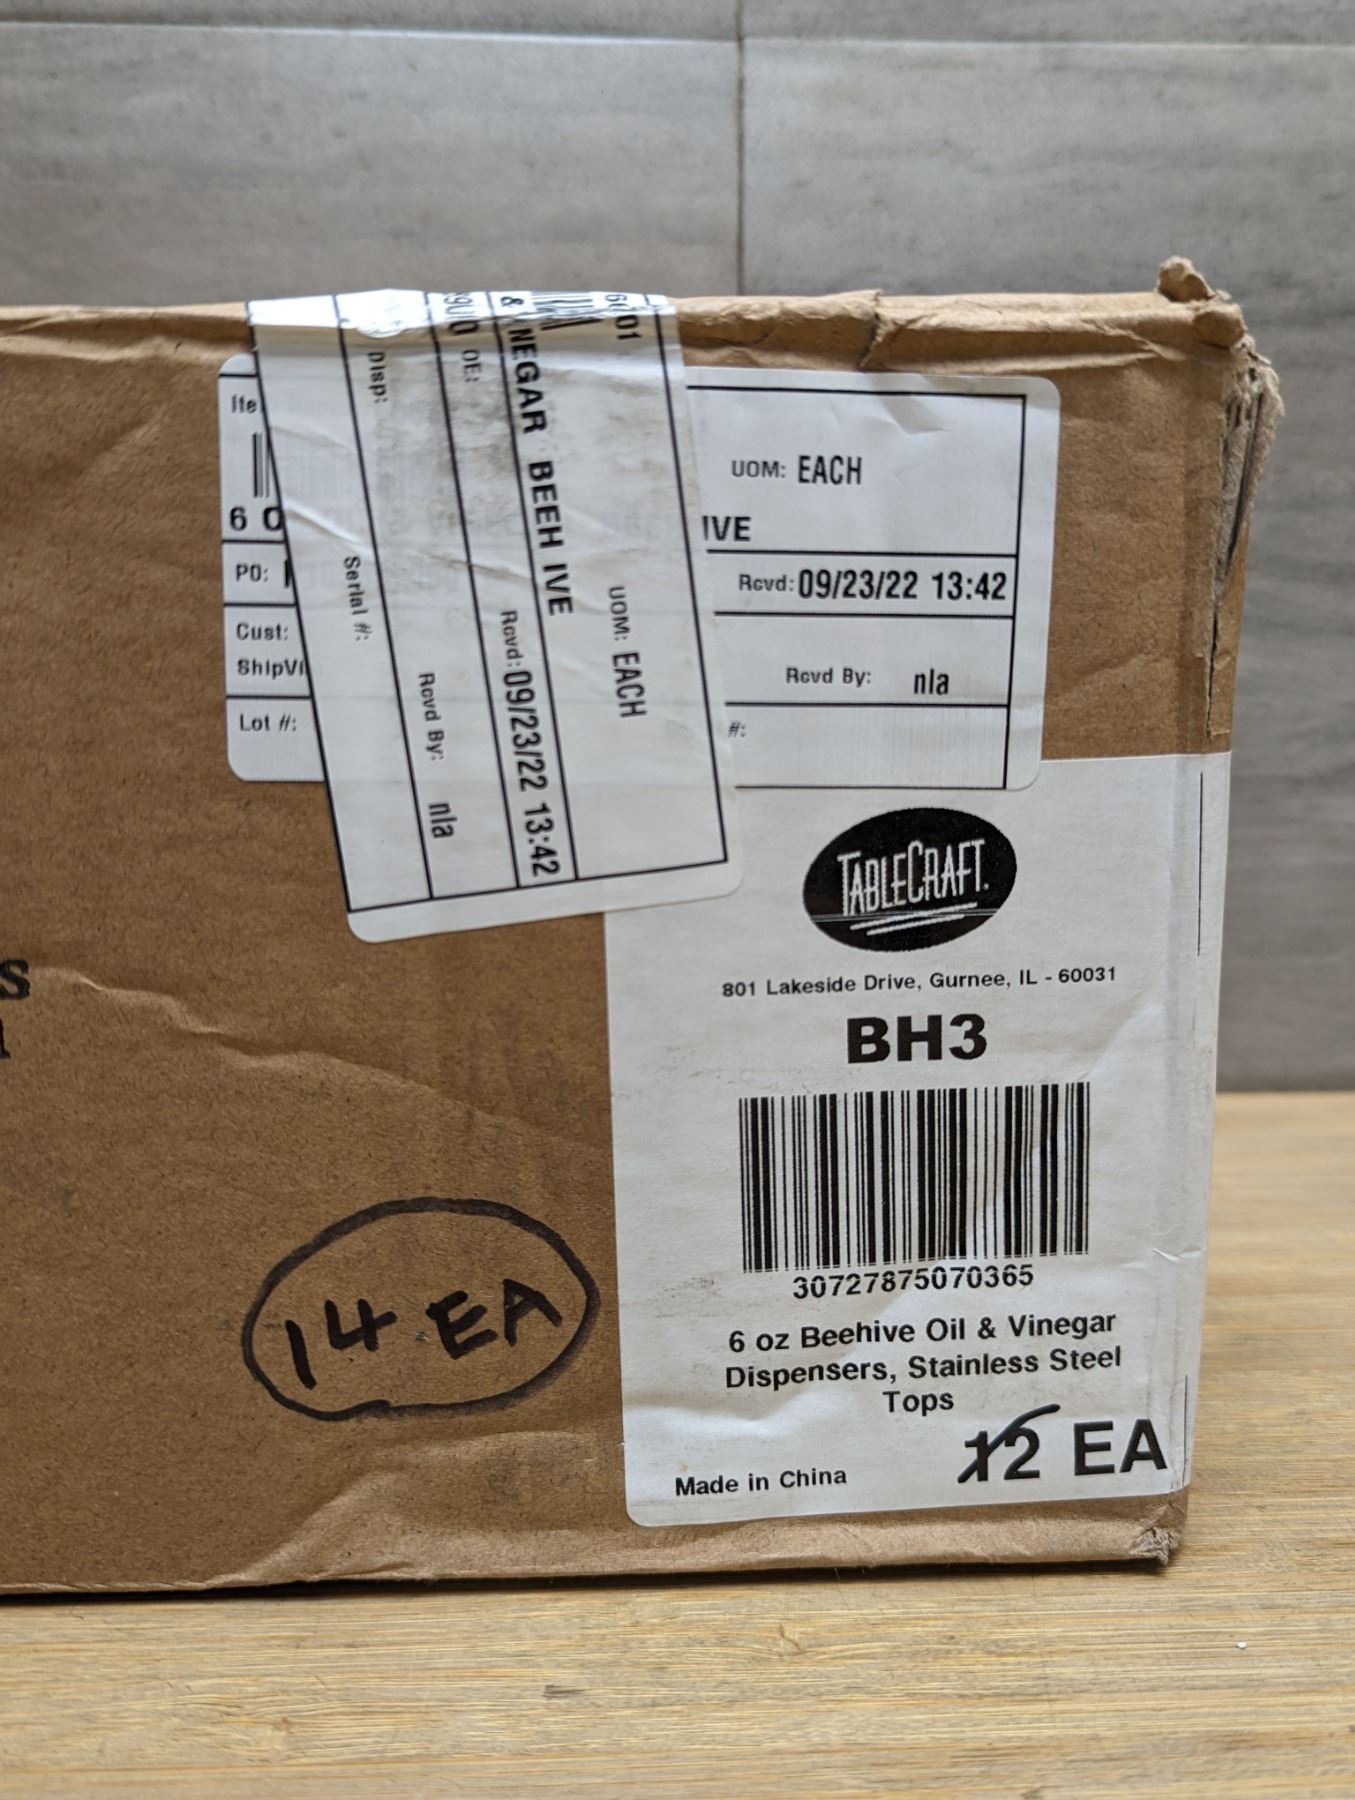 Ite
UOM: EACH
6 0
IVE
PO:
Rcvd: 09/23/22 13:42
Cust:
ShipVi
Rcvd By: nla
Lot #:
#:
UOM: EACH
NEGAR BEEH IVE
Rcvd: 09/23/22 13:42
OE:
Rcvd By: nla
Disp:
Serial #:
TABLECRAFT.
801 Lakeside Drive, Gurnee, IL - 60031
BH3
30727875070365
6 oz Beehive Oil & Vinegar
Dispensers, Stainless Steel
Tops
Made in China
12 EA
14 EA